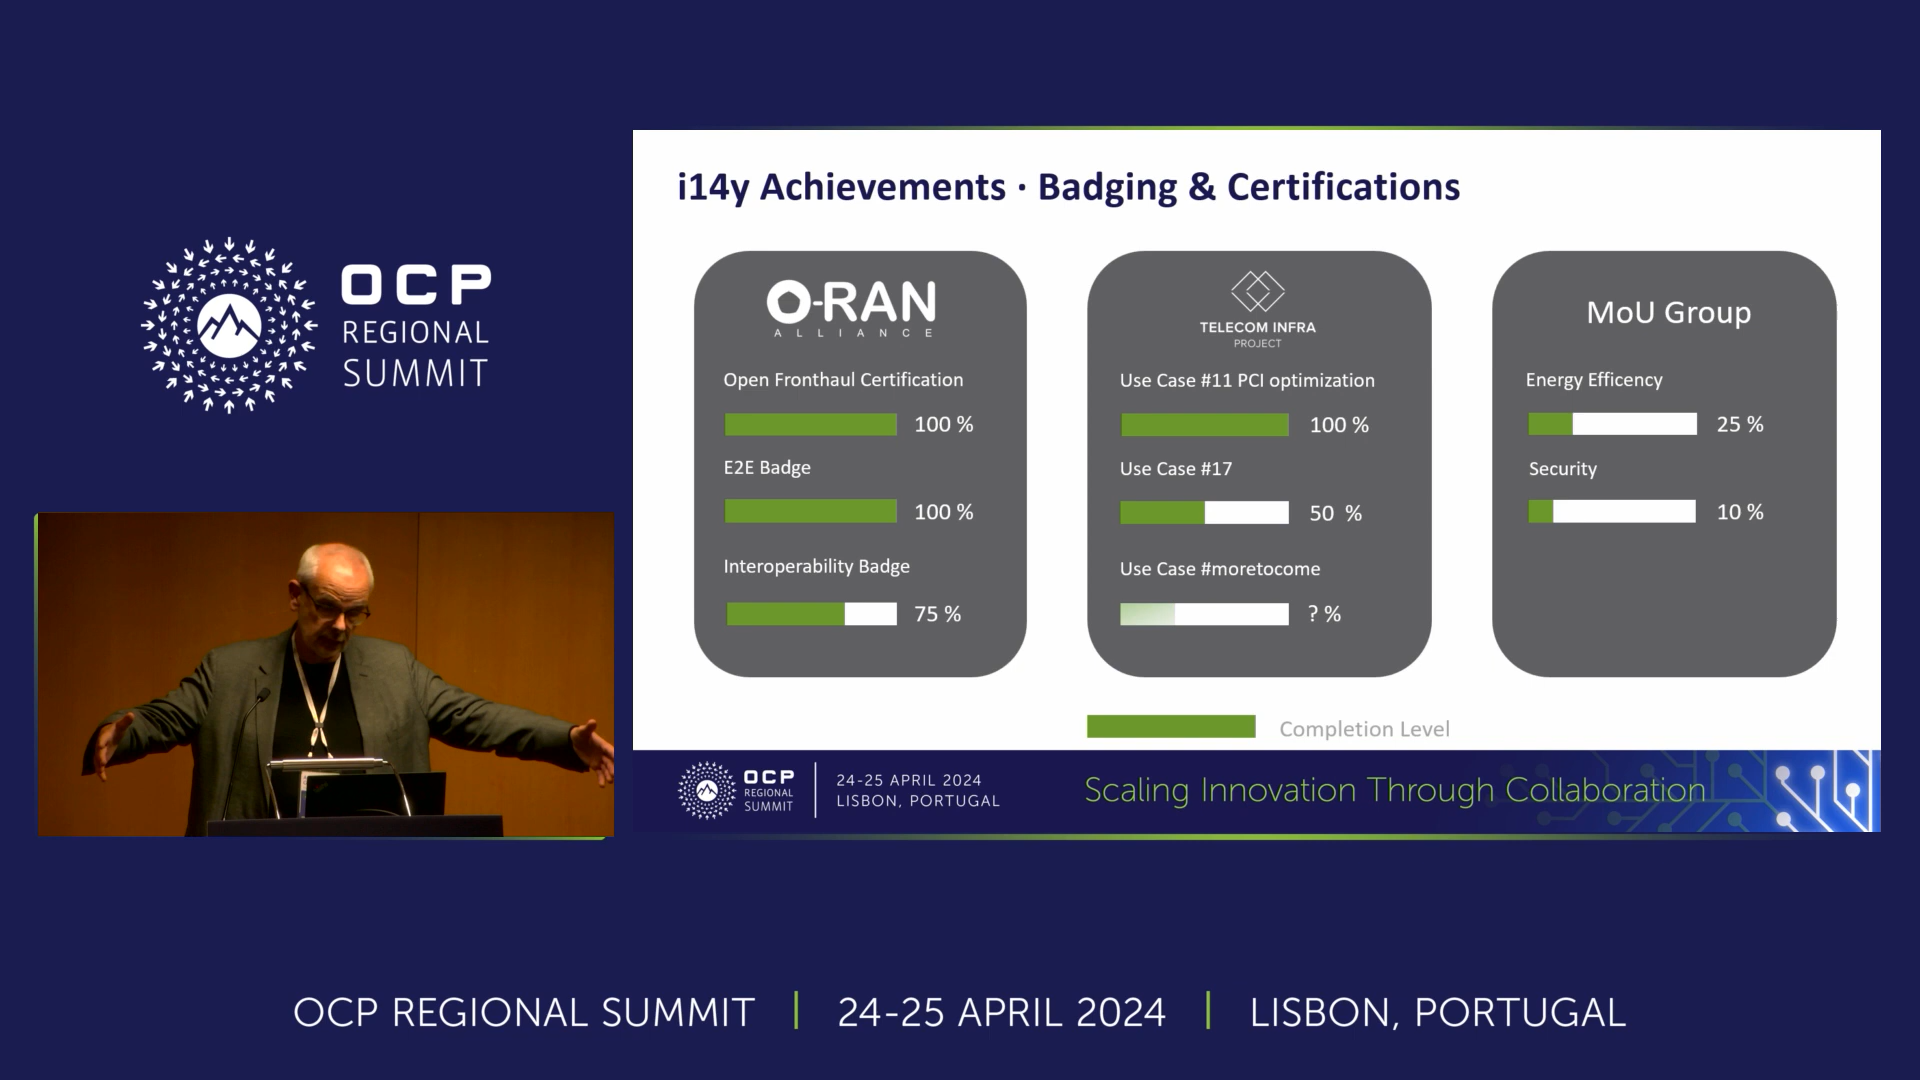 OCP
REGIONAL
SUMMIT
i14y Achievements · Badging & Certifications
O-RAN
ALLIANCE
Open Fronthaul Certification
100 %
E2E Badge
100 %
Interoperability Badge
75 %
TELECOM INFRA
PROJECT
Use Case #11 PCI optimization
100 %
Use Case #17
50 %
Use Case #moretocome
? %
MoU Group
Energy Efficency
25 %
Security
10 %
Completion Level
OCP
REGIONAL
SUMMIT
24-25 APRIL 2024
LISBON, PORTUGAL
Scaling Innovation Through Collaboration
OCP REGIONAL SUMMIT | 24-25 APRIL 2024 | LISBON, PORTUGAL